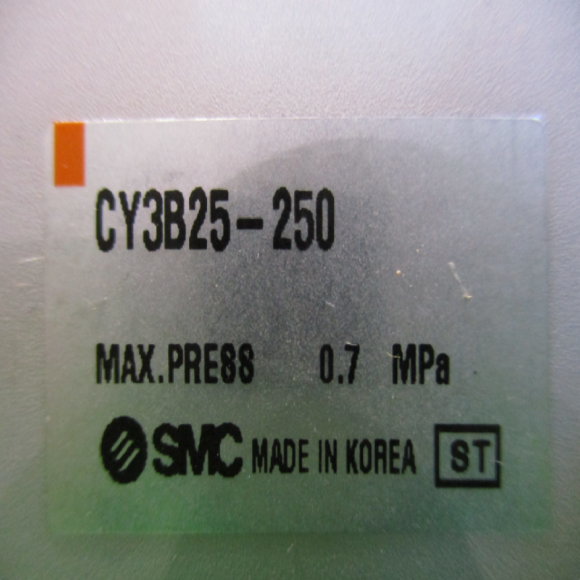 CY3B25-250
MAX.PRESS 0.7 MPa
SMC MADE IN KOREA ST